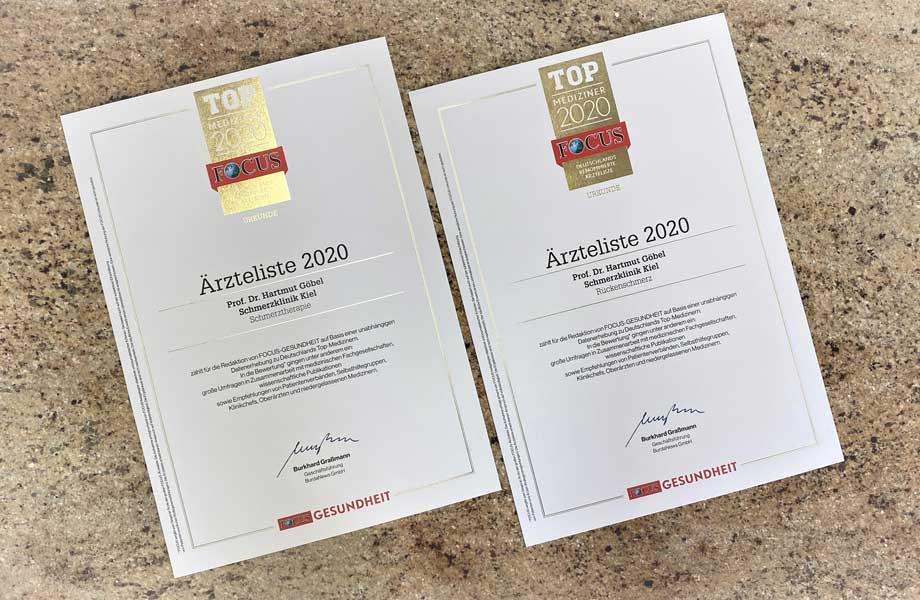 TOP
MEDIZINER
2020
FOCUS
URKUNDE
Ärzteliste 2020
Prof. Dr. Hartmut Göbel
Schmerzklinik Kiel
Schmerztherapie
zählt für die Redaktion von FOCUS-GESUNDHEIT auf Basis einer unabhängigen
Datenerhebung zu Deutschlands Top-Medizinern.
In die Bewertung* gingen unter anderem ein:
große Umfragen in Zusammenarbeit mit medizinischen Fachgesellschaften,
wissenschaftliche Publikationen
sowie Empfehlungen von Patientenverbänden, Selbsthilfegruppen,
Klinikchefs, Oberärzten und niedergelassenen Medizinern.
Burkhard Graßmann
Geschäftsführung
BurdaNews GmbH
FOCUS GESUNDHEIT
TOP
MEDIZINER
2020
FOCUS
DEUTSCHLANDS
RENOMMIERTE
ÄRZTELISTE
URKUNDE
Ärzteliste 2020
Prof. Dr. Hartmut Göbel
Schmerzklinik Kiel
Rückenschmerz
zählt für die Redaktion von FOCUS-GESUNDHEIT auf Basis einer unabhängigen
Datenerhebung zu Deutschlands Top-Medizinern.
In die Bewertung* gingen unter anderem ein:
große Umfragen in Zusammenarbeit mit medizinischen Fachgesellschaften,
wissenschaftliche Publikationen
sowie Empfehlungen von Patientenverbänden, Selbsthilfegruppen,
Klinikchefs, Oberärzten und niedergelassenen Medizinern.
Burkhard Graßmann
Geschäftsführung
BurdaNews GmbH
FOCUS GESUNDHEIT